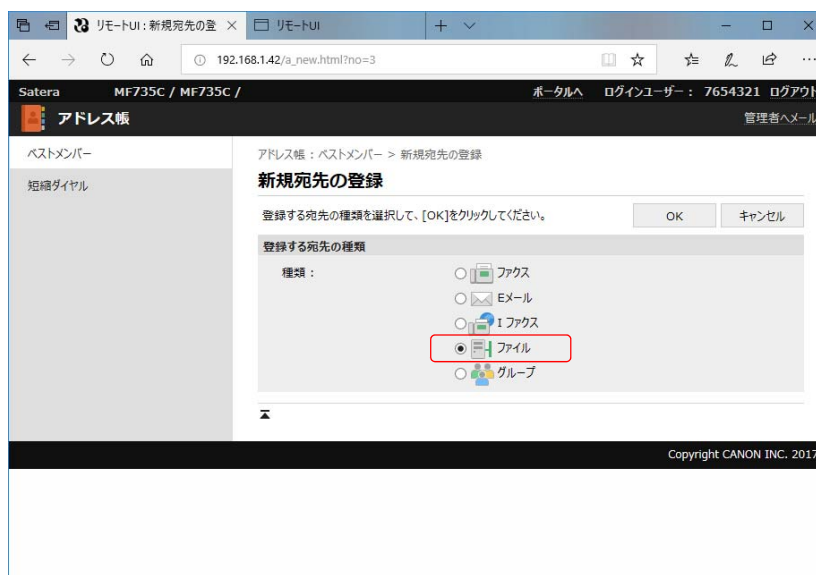 リモートUI : 新規宛先の登
リモートUI
192.168.1.42/a_new.html?no=3
Satera MF735C / MF735C / ポータルへ ログインユーザー : 7654321 ログアウト
アドレス帳 管理者へメール
ベストメンバー
短縮ダイヤル
アドレス帳 : ベストメンバー > 新規宛先の登録
新規宛先の登録
登録する宛先の種類を選択して、[OK]をクリックしてください。 OK キャンセル
登録する宛先の種類
種類 :
ファクス
Eメール
I ファクス
ファイル
グループ
Copyright CANON INC. 2017